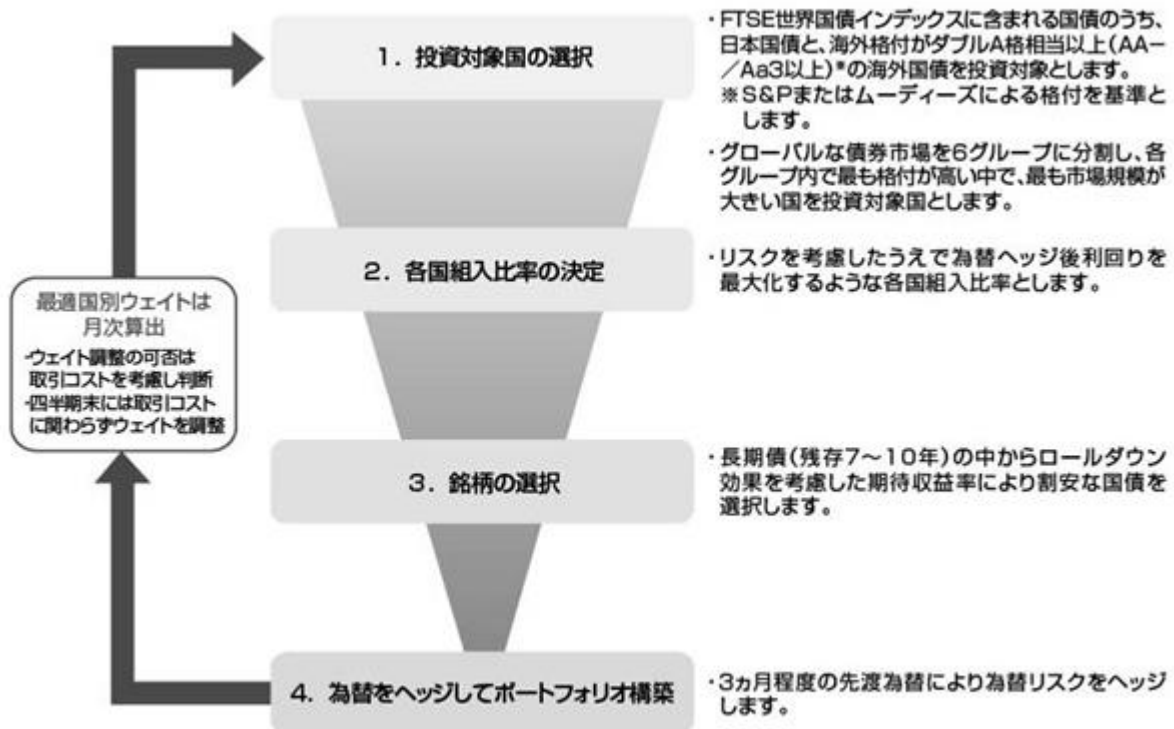 1. 投資対象国の選択
・FTSE世界国債インデックスに含まれる国債のうち、
日本国債と、海外格付がダブルA格相当以上(AA−
/Aa3以上)※の海外国債を投資対象とします。
※S&Pまたはムーディーズによる格付を基準と
します。
・グローバルな債券市場を6グループに分割し、各
グループ内で最も格付が高い中で、最も市場規模が
大きい国を投資対象国とします。
2. 各国組入比率の決定
・リスクを考慮したうえで為替ヘッジ後利回りを
最大化するような各国組入比率とします。
最適国別ウェイトは
月次算出
-ウェイト調整の可否は
取引コストを考慮し判断
-四半期末には取引コスト
に関わらずウェイトを調整
3. 銘柄の選択
・長期債(残存7〜10年)の中からロールダウン
効果を考慮した期待収益率により割安な国債を
選択します。
4. 為替をヘッジしてポートフォリオ構築
・3ヵ月程度の先渡為替により為替リスクをヘッジ
します。